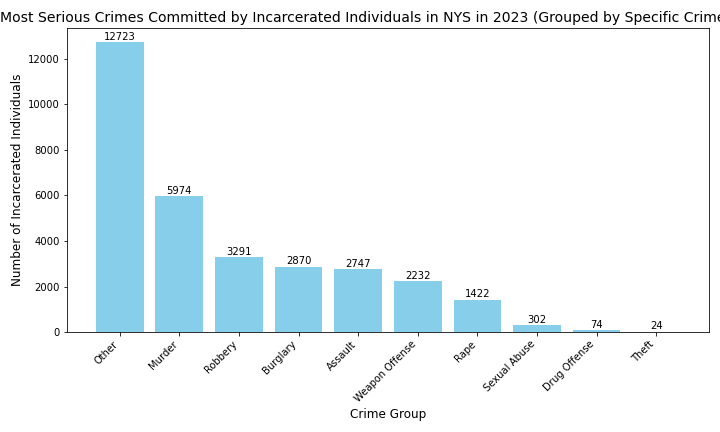 Most Serious Crimes Committed by Incarcerated Individuals in NYS in 2023 (Grouped by Specific Crime
12723
12000
10000
8000
6000
4000
2000
0
Number of Incarcerated Individuals
5974
3291
2870
2747
2232
1422
302
74
24
Other
Murder
Robbery
Burglary
Assault
Weapon Offense
Rape
Sexual Abuse
Drug Offense
Theft
Crime Group